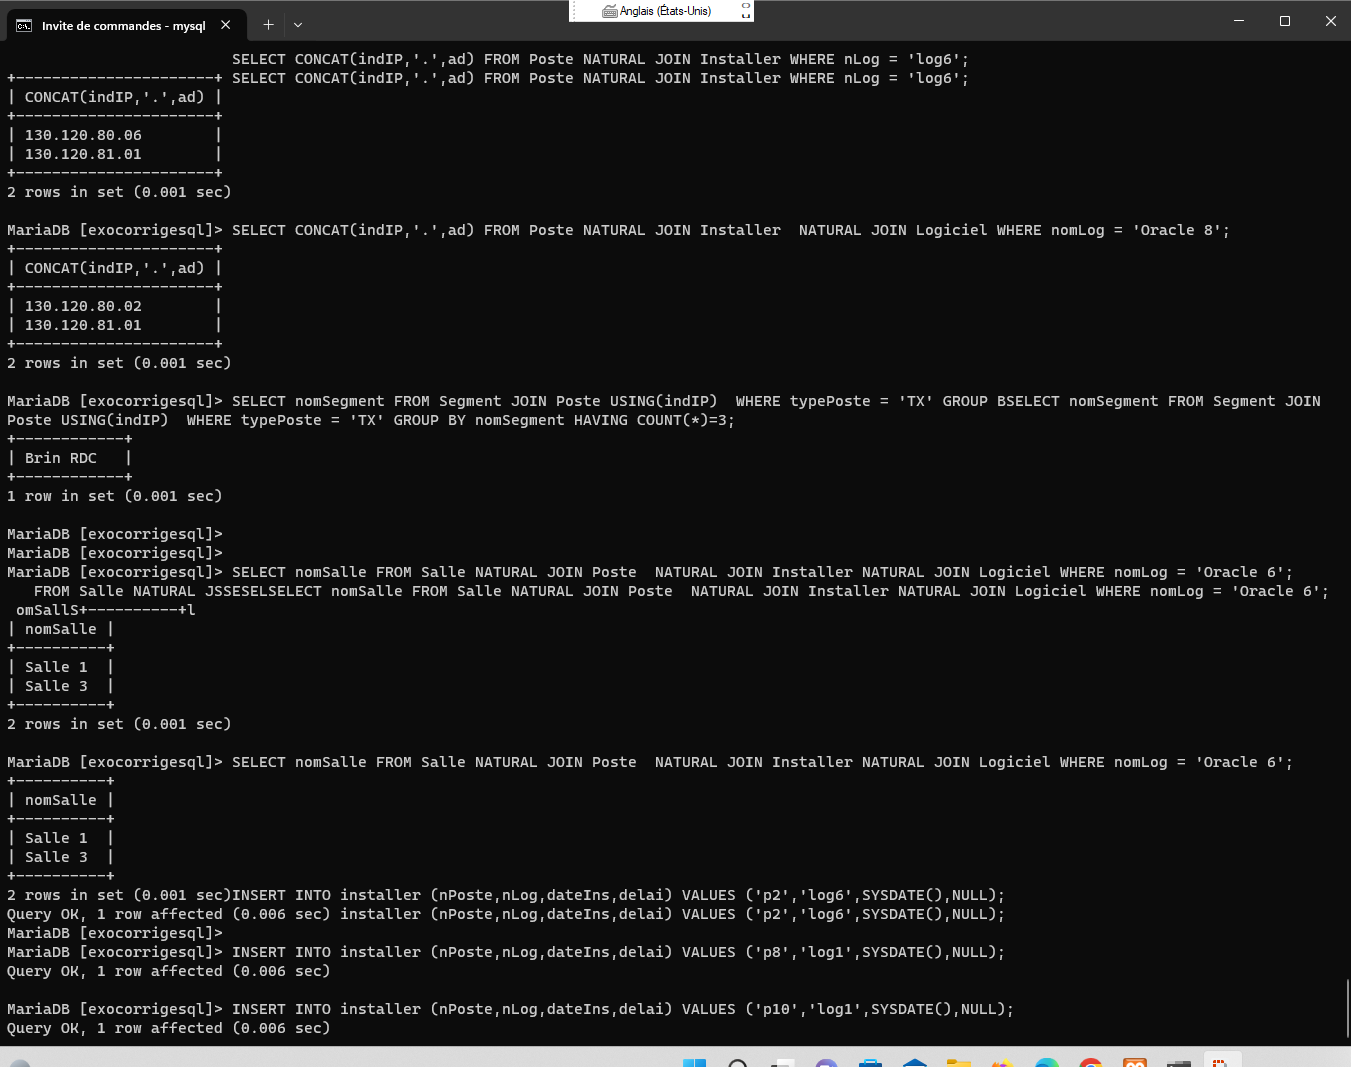 Anglais (États-Unis)
Invite de commandes - mysql
SELECT CONCAT(indIP,'.',ad) FROM Poste NATURAL JOIN Installer WHERE nLog = 'log6';
+----------------------+ SELECT CONCAT(indIP,'.',ad) FROM Poste NATURAL JOIN Installer WHERE nLog = 'log6';
| CONCAT(indIP,'.',ad) |
+----------------------+
| 130.120.80.06        |
| 130.120.81.01        |
+----------------------+
2 rows in set (0.001 sec)
MariaDB [exocorrigesql]> SELECT CONCAT(indIP,'.',ad) FROM Poste NATURAL JOIN Installer  NATURAL JOIN Logiciel WHERE nomLog = 'Oracle 8';
+----------------------+
| CONCAT(indIP,'.',ad) |
+----------------------+
| 130.120.80.02        |
| 130.120.81.01        |
+----------------------+
2 rows in set (0.001 sec)
MariaDB [exocorrigesql]> SELECT nomSegment FROM Segment JOIN Poste USING(indIP)  WHERE typePoste = 'TX' GROUP BSELECT nomSegment FROM Segment JOIN
Poste USING(indIP)  WHERE typePoste = 'TX' GROUP BY nomSegment HAVING COUNT(*)=3;
+------------+
| Brin RDC   |
+------------+
1 row in set (0.001 sec)
MariaDB [exocorrigesql]>
MariaDB [exocorrigesql]>
MariaDB [exocorrigesql]> SELECT nomSalle FROM Salle NATURAL JOIN Poste  NATURAL JOIN Installer NATURAL JOIN Logiciel WHERE nomLog = 'Oracle 6';
FROM Salle NATURAL JSSESELSELECT nomSalle FROM Salle NATURAL JOIN Poste  NATURAL JOIN Installer NATURAL JOIN Logiciel WHERE nomLog = 'Oracle 6';
omSallS+----------+l
| nomSalle |
+----------+
| Salle 1  |
| Salle 3  |
+----------+
2 rows in set (0.001 sec)
MariaDB [exocorrigesql]> SELECT nomSalle FROM Salle NATURAL JOIN Poste  NATURAL JOIN Installer NATURAL JOIN Logiciel WHERE nomLog = 'Oracle 6';
+----------+
| nomSalle |
+----------+
| Salle 1  |
| Salle 3  |
+----------+
2 rows in set (0.001 sec)INSERT INTO installer (nPoste,nLog,dateIns,delai) VALUES ('p2','log6',SYSDATE(),NULL);
Query OK, 1 row affected (0.006 sec) installer (nPoste,nLog,dateIns,delai) VALUES ('p2','log6',SYSDATE(),NULL);
MariaDB [exocorrigesql]>
MariaDB [exocorrigesql]> INSERT INTO installer (nPoste,nLog,dateIns,delai) VALUES ('p8','log1',SYSDATE(),NULL);
Query OK, 1 row affected (0.006 sec)
MariaDB [exocorrigesql]> INSERT INTO installer (nPoste,nLog,dateIns,delai) VALUES ('p10','log1',SYSDATE(),NULL);
Query OK, 1 row affected (0.006 sec)